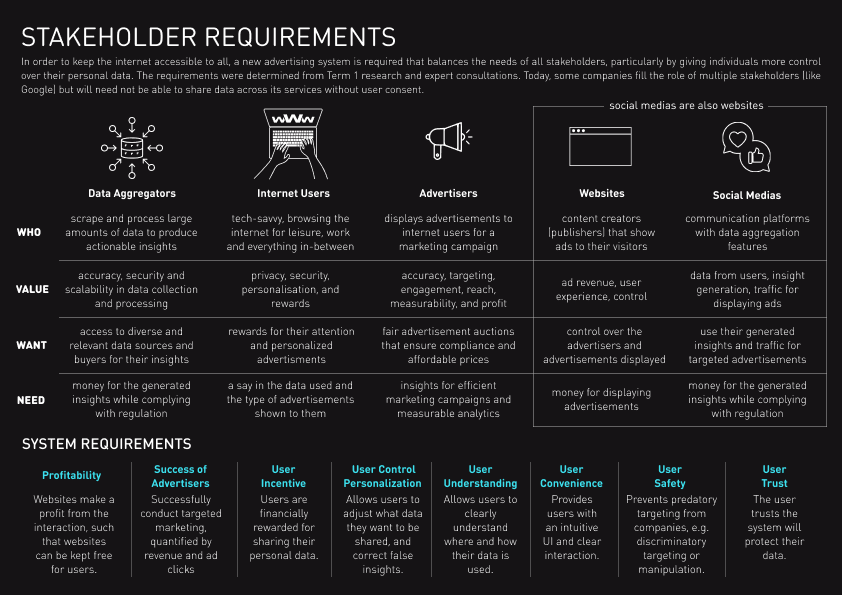 STAKEHOLDER REQUIREMENTS
In order to keep the internet accessible to all, a new advertising system is required that balances the needs of all stakeholders, particularly by giving individuals more control
over their personal data. The requirements were determined from Term 1 research and expert consultations. Today, some companies fill the role of multiple stakeholders (like
Google) but will need not be able to share data across its services without user consent.
social medias are also websites
www
Data Aggregators
Internet Users
Advertisers
Websites
Social Medias
WHO
scrape and process large
amounts of data to produce
actionable insights
tech-savvy, browsing the
internet for leisure, work
and everything in-between
displays advertisements to
internet users for a
marketing campaign
content creators
(publishers) that show
ads to their visitors
communication platforms
with data aggregation
features
VALUE
accuracy, security and
scalability in data collection
and processing
privacy, security,
personalisation, and
rewards
accuracy, targeting,
engagement, reach,
measurability, and profit
ad revenue, user
experience, control
data from users, insight
generation, traffic for
displaying ads
WANT
access to diverse and
relevant data sources and
buyers for their insights
rewards for their attention
and personalized
advertisments
fair advertisement auctions
that ensure compliance and
affordable prices
control over the
advertisers and
advertisements displayed
use their generated
insights and traffic for
targeted advertisements
NEED
money for the generated
insights while complying
with regulation
a say in the data used and
the type of advertisements
shown to them
insights for efficient
marketing campaigns and
measurable analytics
money for displaying
advertisements
money for the generated
insights while complying
with regulation
SYSTEM REQUIREMENTS
Profitability
Websites make a
profit from the
interaction, such
that websites
can be kept free
for users.
Success of
Advertisers
Successfully
conduct targeted
marketing,
quantified by
revenue and ad
clicks
User
Incentive
Users are
financially
rewarded for
sharing their
personal data.
User Control
Personalization
Allows users to
adjust what data
they want to be
shared, and
correct false
insights.
User
Understanding
Allows users to
clearly
understand
where and how
their data is
used.
User
Convenience
Provides
users with
an intuitive
UI and clear
interaction.
User
Safety
Prevents predatory
targeting from
companies, e.g.
discriminatory
targeting or
manipulation.
User
Trust
The user
trusts the
system will
protect their
data.